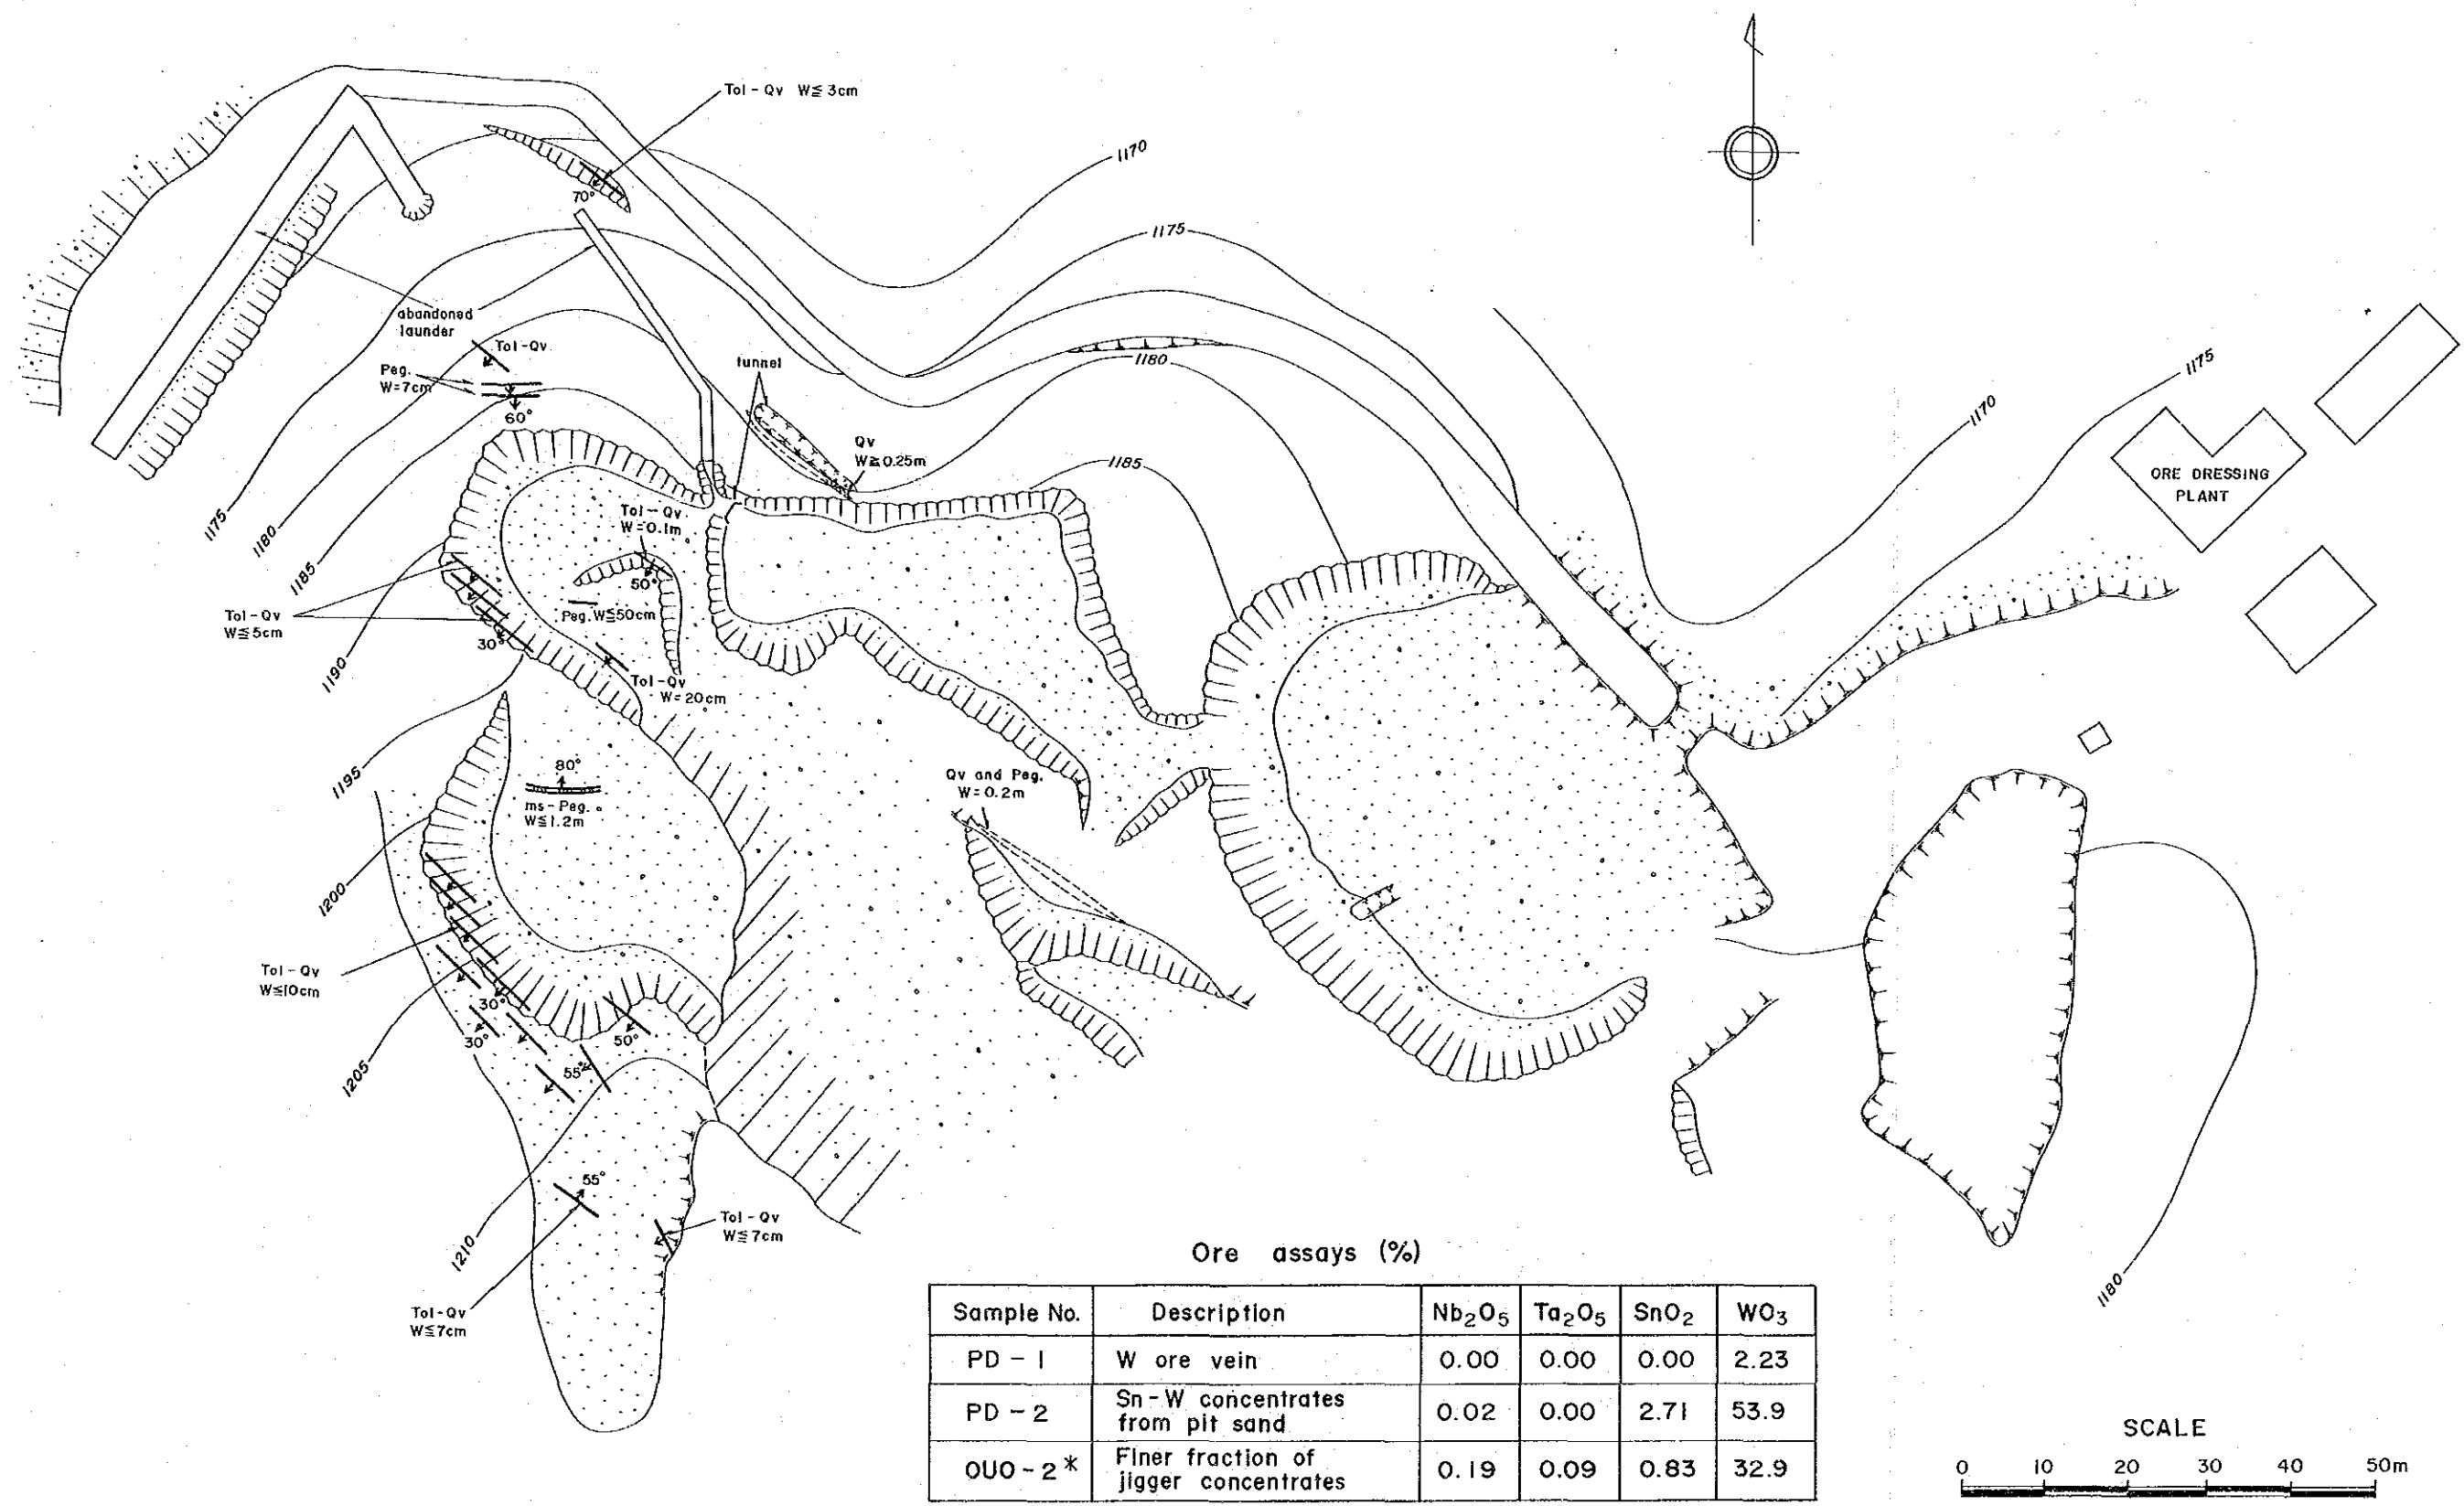 Tol - Qv W≦3cm
1170
70°
1175
abandoned
launder
Tol-Qv
Peg.
W=7cm
60°
tunnel
1180
1175
Qv
W≧0.25m
1170
1185
ORE DRESSING
PLANT
1175
1180
1185
Tol - Qv
W=0.1m
50°
Peg. W≦50cm
Tol - Qv
W≦5cm
30°
1190
Tol-Qv
W=20cm
1195
80°
ms-Peg.
W≦1.2m
Qv and Peg.
W=0.2m
1200
Tol - Qv
W≦10cm
30°
30°
50°
55°
1205
55°
Tol - Qv
W≦7cm
1210
Tol-Qv
W≦7cm
1180
Ore assays (%)
Sample No. Description Nb₂O₅ Ta₂O₅ SnO₂ WO₃
PD - 1 W ore vein 0.00 0.00 0.00 2.23
PD - 2 Sn-W concentrates from pit sand 0.02 0.00 2.71 53.9
OUO - 2* Finer fraction of jigger concentrates 0.19 0.09 0.83 32.9
SCALE
0 10 20 30 40 50m